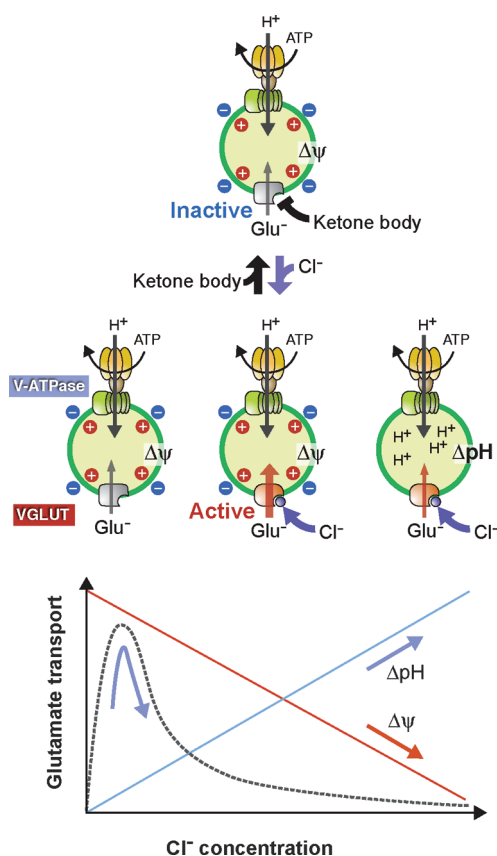 H⁺
ATP
Δψ
Inactive
Ketone body
Glu⁻
Ketone body
Cl⁻
H⁺ ATP
H⁺ ATP
H⁺ ATP
V-ATPase
Δψ
Δψ
H⁺ H⁺
H⁺ H⁺ H⁺
ΔpH
VGLUT
Glu⁻
Active
Glu⁻
Cl⁻
Glu⁻
Cl⁻
Glutamate transport
ΔpH
Δψ
Cl⁻ concentration